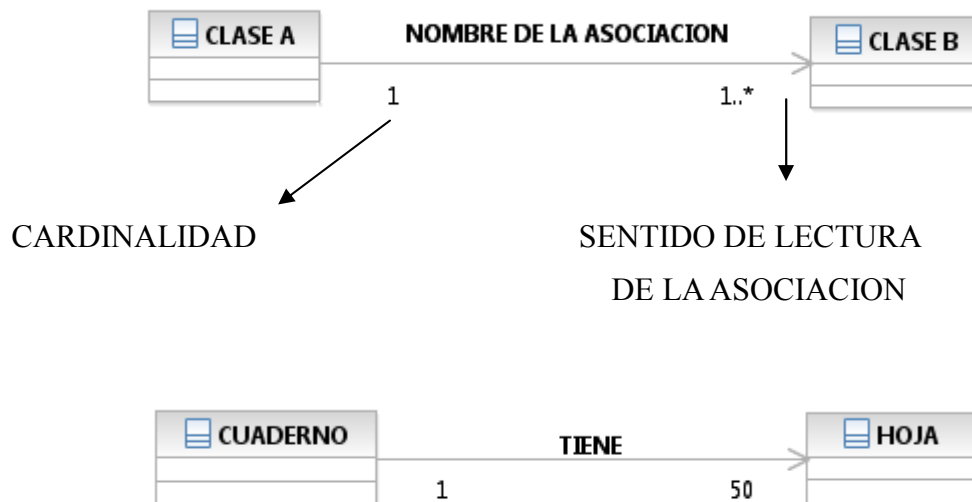 CLASE A
NOMBRE DE LA ASOCIACION
CLASE B
1
1..*
CARDINALIDAD
SENTIDO DE LECTURA
DE LA ASOCIACION
CUADERNO
TIENE
HOJA
1
50